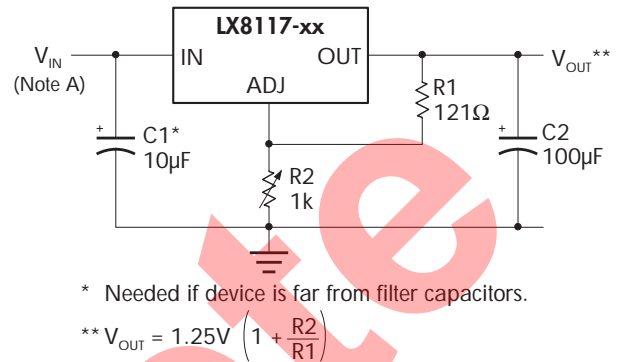 LX8117-xx
V_IN
(Note A)
IN
OUT
ADJ
V_OUT**
R1
121Ω
+
C1*
10µF
R2
1k
+
C2
100µF
* Needed if device is far from filter capacitors.
** V_OUT = 1.25V (1 + R2/R1)